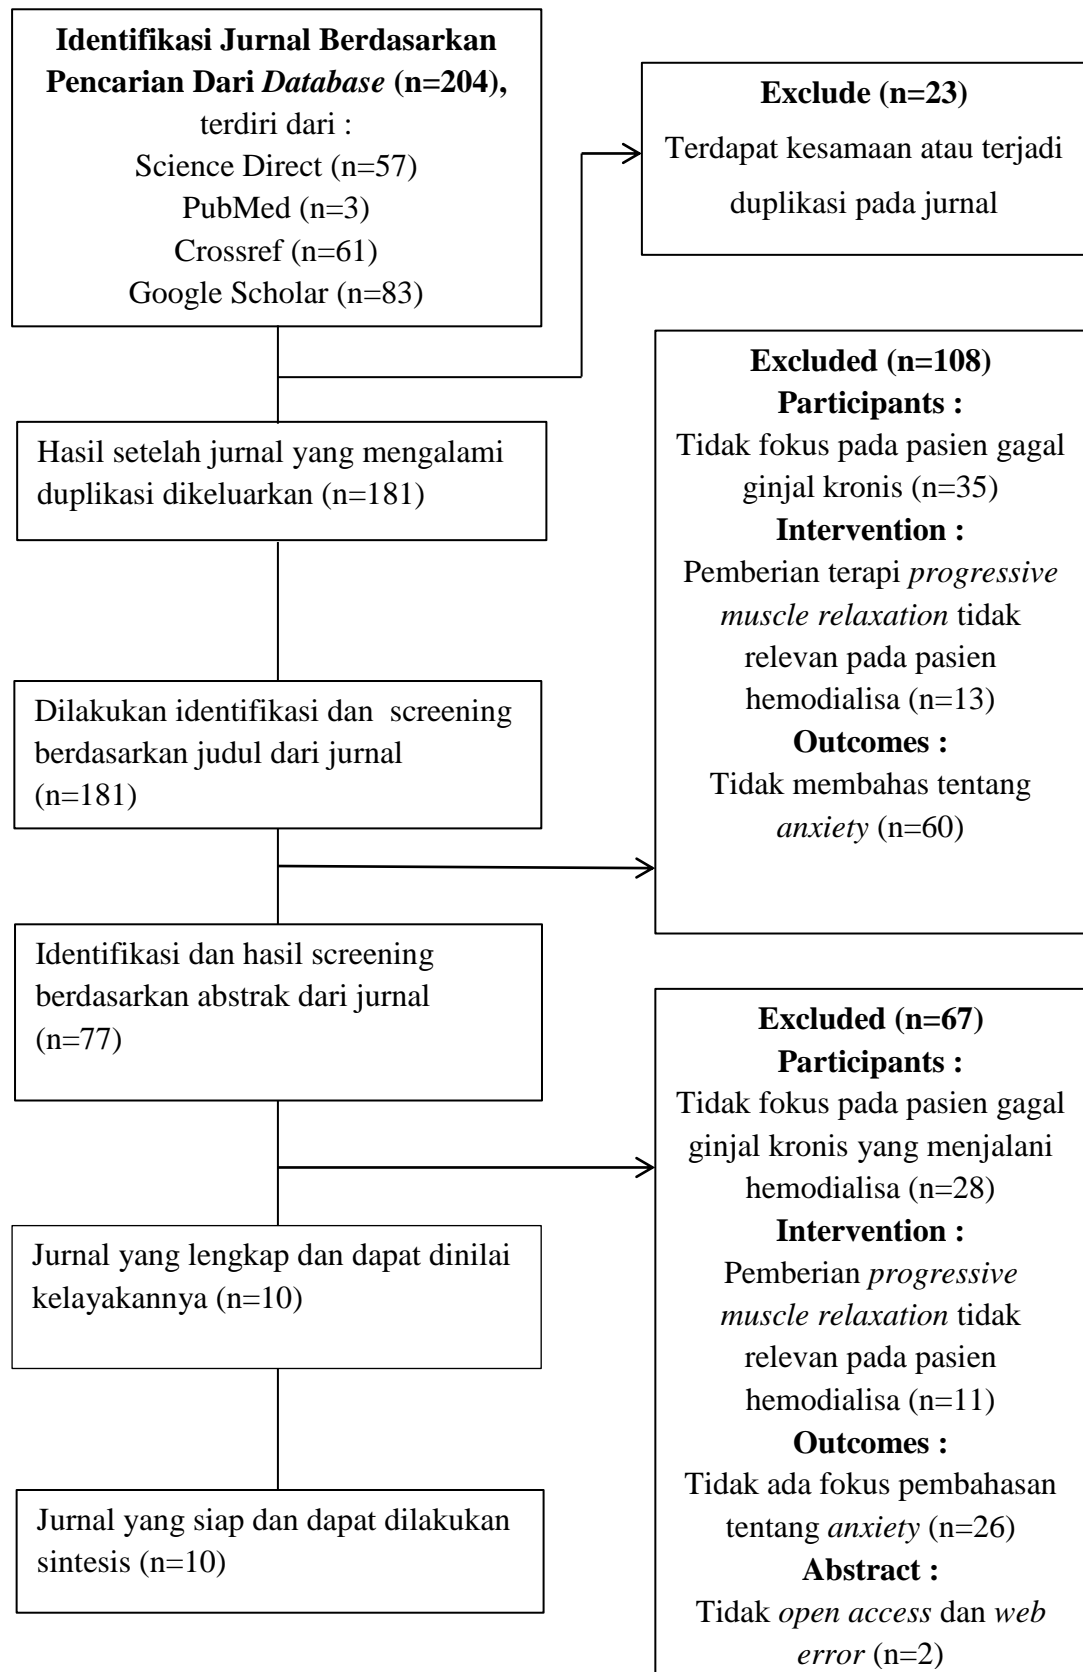 Identifikasi Jurnal Berdasarkan
Pencarian Dari Database (n=204),
terdiri dari :
Science Direct (n=57)
PubMed (n=3)
Crossref (n=61)
Google Scholar (n=83)
Exclude (n=23)
Terdapat kesamaan atau terjadi
duplikasi pada jurnal
Hasil setelah jurnal yang mengalami
duplikasi dikeluarkan (n=181)
Dilakukan identifikasi dan screening
berdasarkan judul dari jurnal
(n=181)
Excluded (n=108)
Participants :
Tidak fokus pada pasien gagal
ginjal kronis (n=35)
Intervention :
Pemberian terapi progressive
muscle relaxation tidak
relevan pada pasien
hemodialisa (n=13)
Outcomes :
Tidak membahas tentang
anxiety (n=60)
Identifikasi dan hasil screening
berdasarkan abstrak dari jurnal
(n=77)
Excluded (n=67)
Participants :
Tidak fokus pada pasien gagal
ginjal kronis yang menjalani
hemodialisa (n=28)
Intervention :
Pemberian progressive
muscle relaxation tidak
relevan pada pasien
hemodialisa (n=11)
Outcomes :
Tidak ada fokus pembahasan
tentang anxiety (n=26)
Abstract :
Tidak open access dan web
error (n=2)
Jurnal yang lengkap dan dapat dinilai
kelayakannya (n=10)
Jurnal yang siap dan dapat dilakukan
sintesis (n=10)